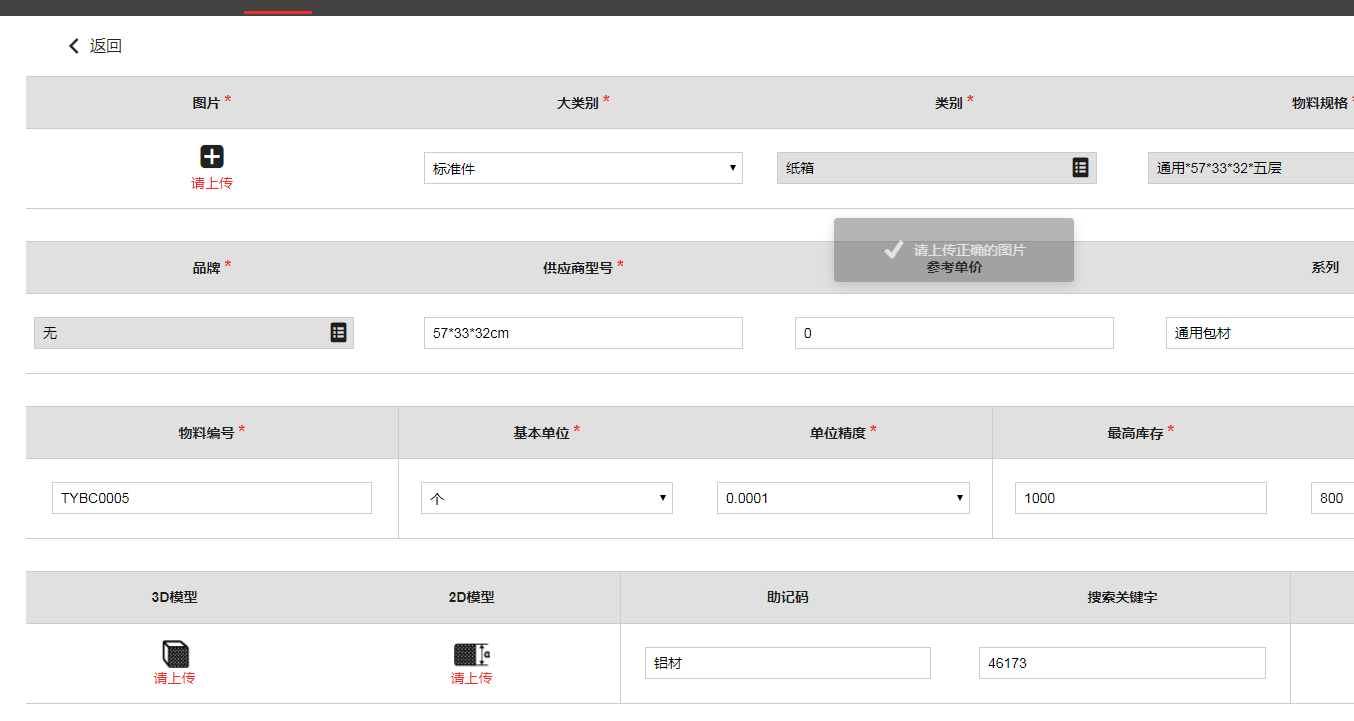 返回
图片 * 大类别 * 类别 * 物料规格 *
请上传 标准件 纸箱 通用*57*33*32*五层
请上传正确的图片
品牌 * 供应商型号 * 参考单价 系列
无 57*33*32cm 0 通用包材
物料编号 * 基本单位 * 单位精度 * 最高库存 *
TYBC0005 个 0.0001 1000 800
3D模型 2D模型 助记码 搜索关键字
请上传 请上传 铝材 46173